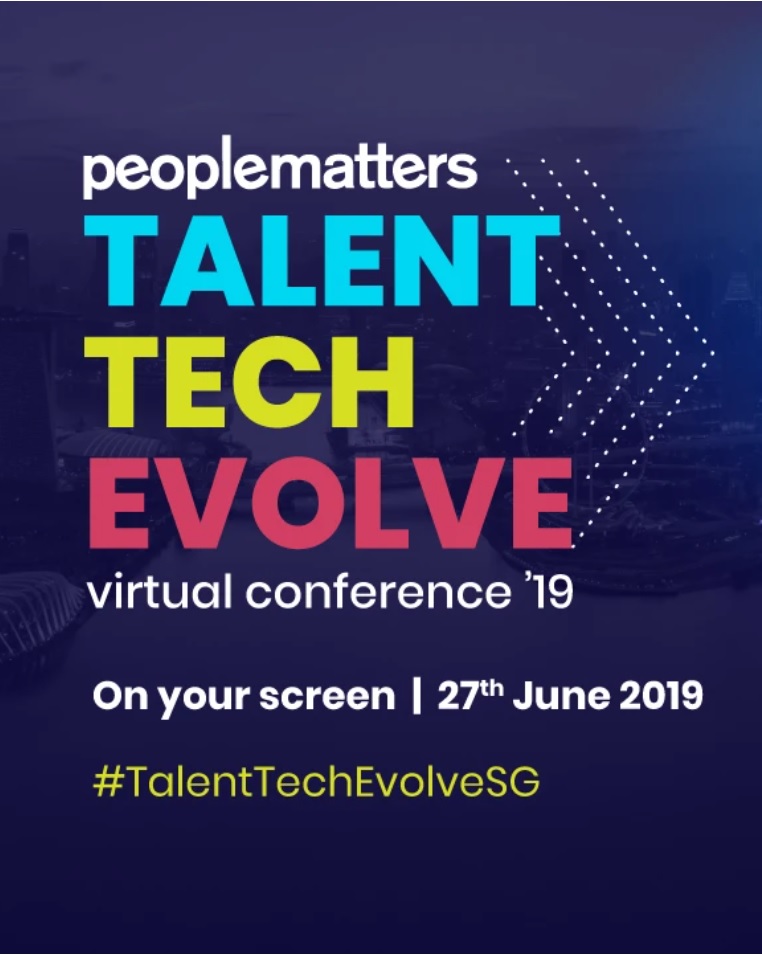 peoplematters
TALENT
TECH
EVOLVE
virtual conference ’19
On your screen | 27th June 2019
#TalentTechEvolveSG